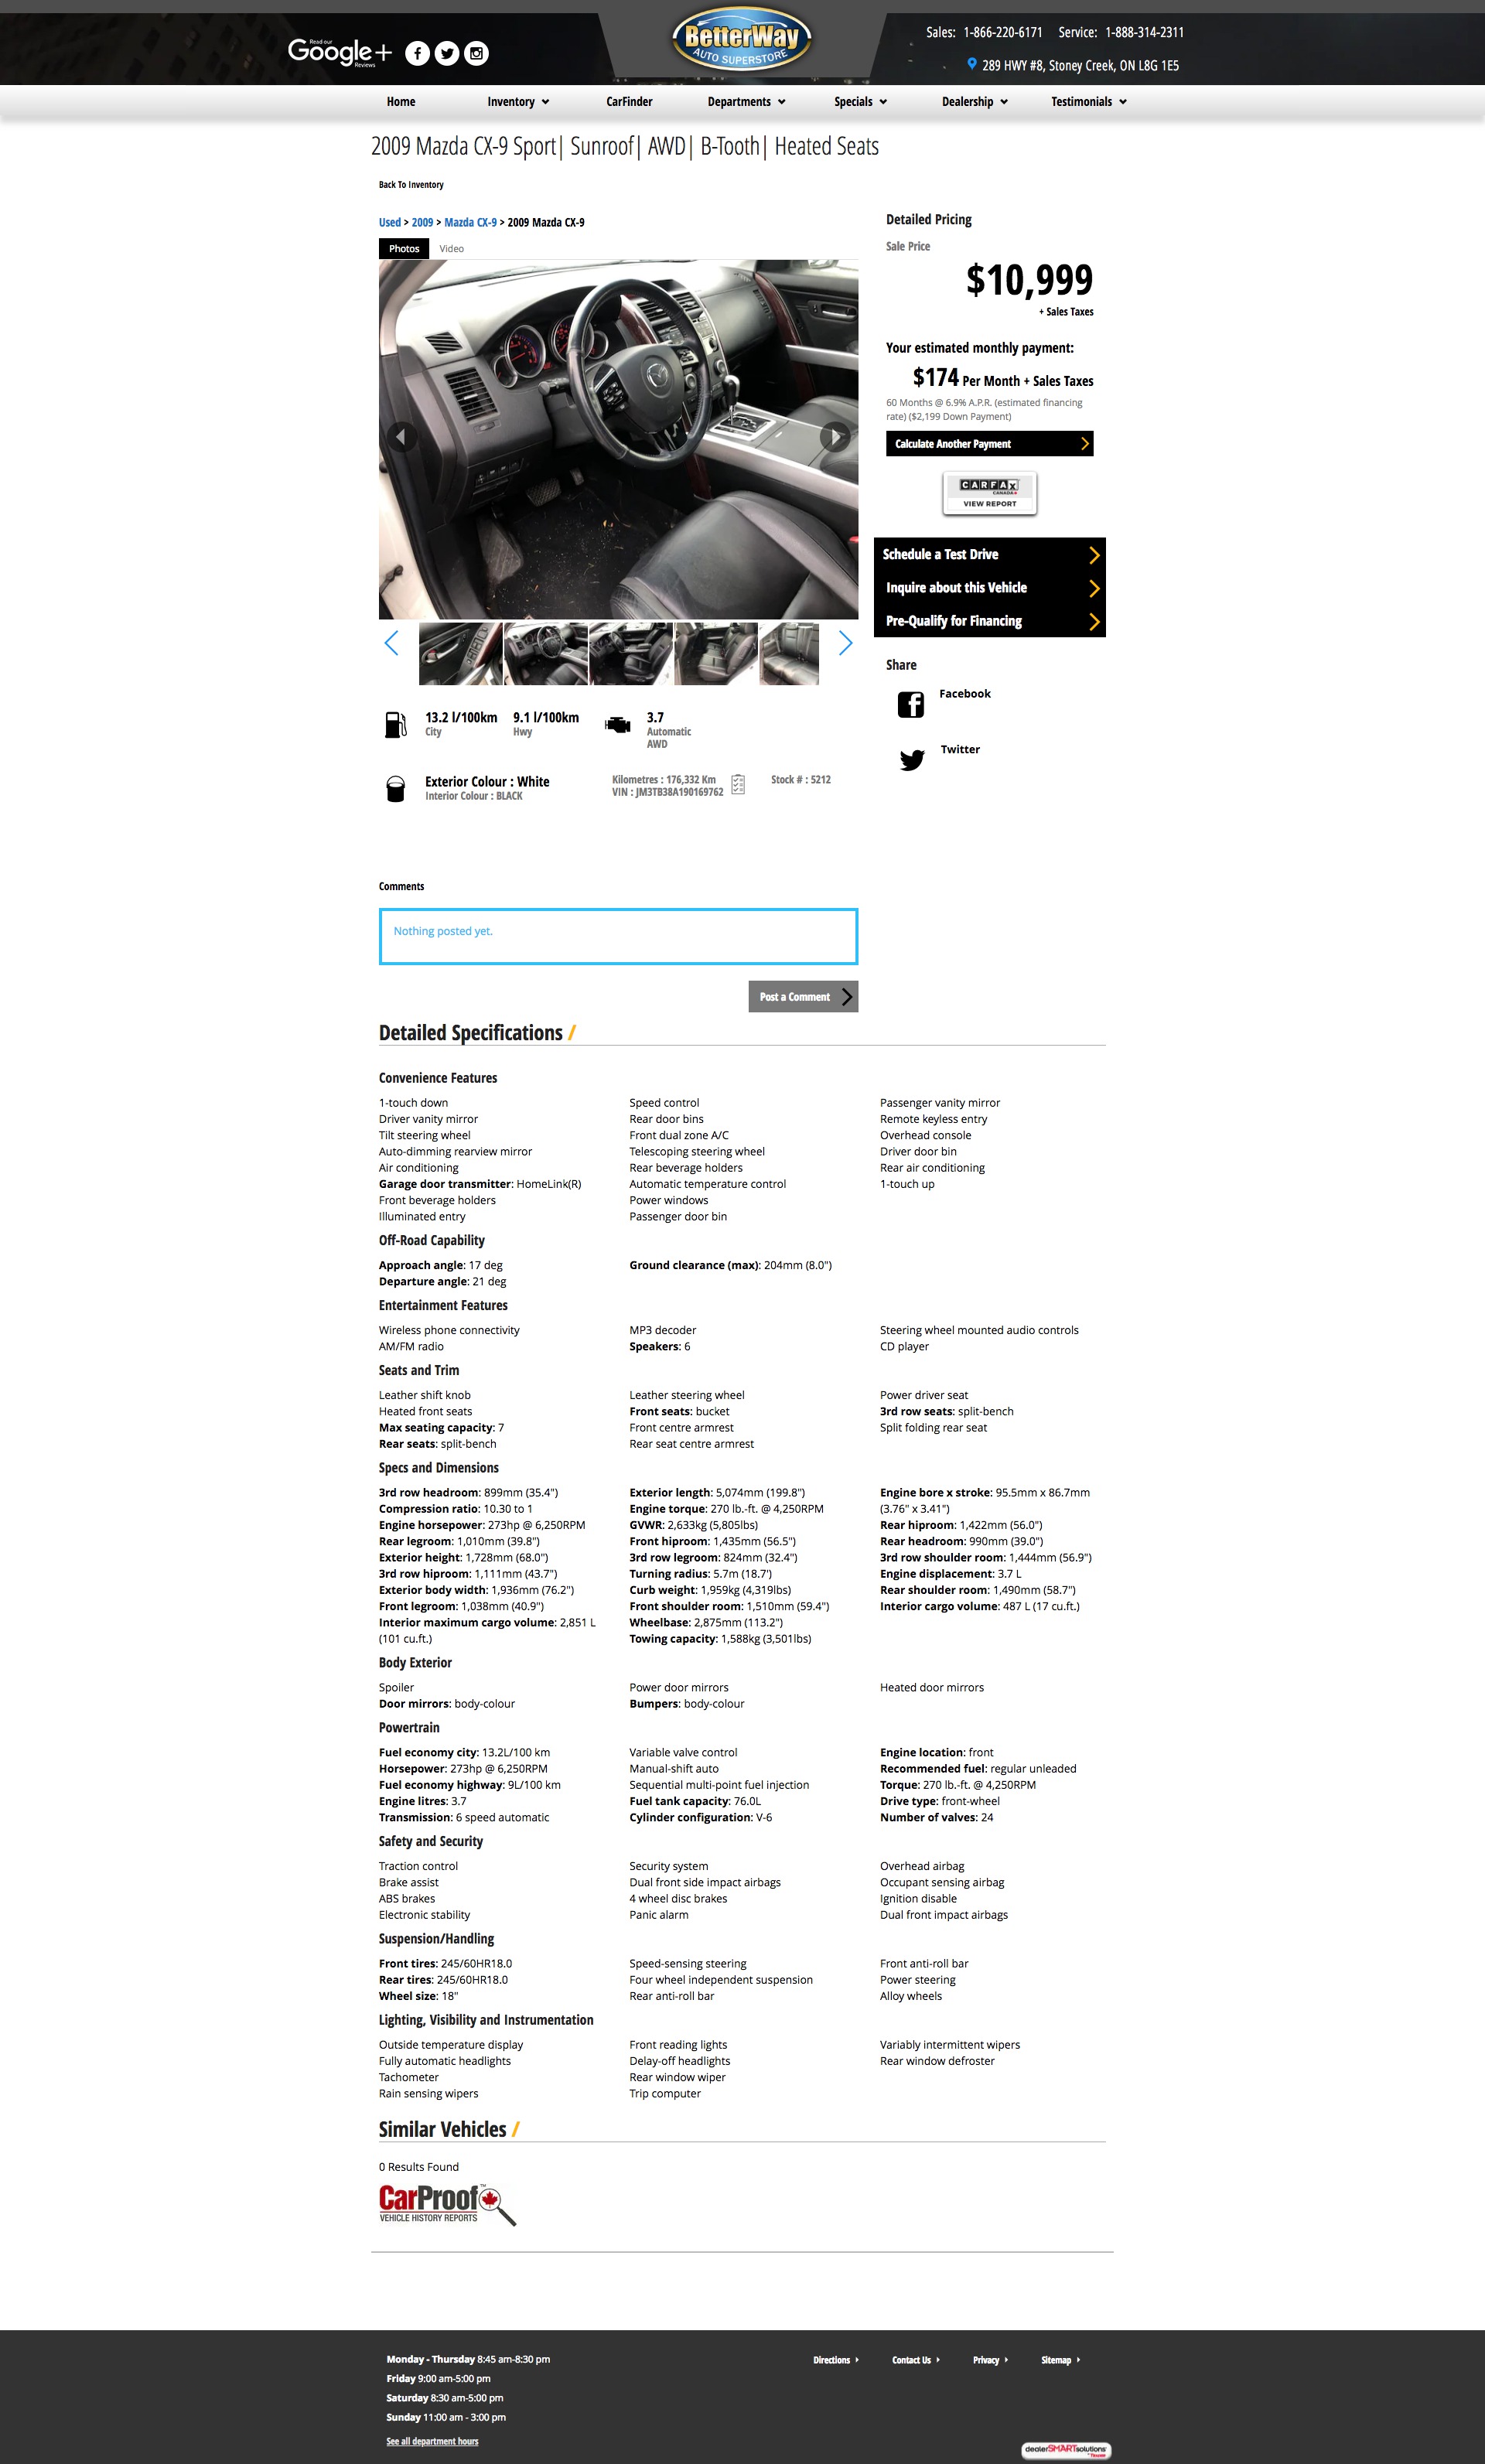 Read our
Google+
Reviews
BetterWay
AUTO SUPERSTORE
Sales: 1-866-220-6171 Service: 1-888-314-2311
289 HWY #8, Stoney Creek, ON L8G 1E5
Home Inventory CarFinder Departments Specials Dealership Testimonials
2009 Mazda CX-9 Sport| Sunroof| AWD| B-Tooth| Heated Seats
Back To Inventory
Used > 2009 > Mazda CX-9 > 2009 Mazda CX-9
Photos Video
Detailed Pricing
Sale Price
$10,999
+ Sales Taxes
Your estimated monthly payment:
$174 Per Month + Sales Taxes
60 Months @ 6.9% A.P.R. (estimated financing
rate) ($2,199 Down Payment)
Calculate Another Payment
CARFAX
CANADA
VIEW REPORT
Schedule a Test Drive
Inquire about this Vehicle
Pre-Qualify for Financing
Share
Facebook
Twitter
13.2 l/100km 9.1 l/100km 3.7
City Hwy Automatic
AWD
Exterior Colour : White
Interior Colour : BLACK
Kilometres : 176,332 Km
VIN : JM3TB38A190169762
Stock # : 5212
Comments
Nothing posted yet.
Post a Comment
Detailed Specifications /
Convenience Features
1-touch down Speed control Passenger vanity mirror
Driver vanity mirror Rear door bins Remote keyless entry
Tilt steering wheel Front dual zone A/C Overhead console
Auto-dimming rearview mirror Telescoping steering wheel Driver door bin
Air conditioning Rear beverage holders Rear air conditioning
Garage door transmitter: HomeLink(R) Automatic temperature control 1-touch up
Front beverage holders Power windows
Illuminated entry Passenger door bin
Off-Road Capability
Approach angle: 17 deg Ground clearance (max): 204mm (8.0")
Departure angle: 21 deg
Entertainment Features
Wireless phone connectivity MP3 decoder Steering wheel mounted audio controls
AM/FM radio Speakers: 6 CD player
Seats and Trim
Leather shift knob Leather steering wheel Power driver seat
Heated front seats Front seats: bucket 3rd row seats: split-bench
Max seating capacity: 7 Front centre armrest Split folding rear seat
Rear seats: split-bench Rear seat centre armrest
Specs and Dimensions
3rd row headroom: 899mm (35.4") Exterior length: 5,074mm (199.8") Engine bore x stroke: 95.5mm x 86.7mm
Compression ratio: 10.30 to 1 Engine torque: 270 lb.-ft. @ 4,250RPM (3.76" x 3.41")
Engine horsepower: 273hp @ 6,250RPM GVWR: 2,633kg (5,805lbs) Rear hiproom: 1,422mm (56.0")
Rear legroom: 1,010mm (39.8") Front hiproom: 1,435mm (56.5") Rear headroom: 990mm (39.0")
Exterior height: 1,728mm (68.0") 3rd row legroom: 824mm (32.4") 3rd row shoulder room: 1,444mm (56.9")
3rd row hiproom: 1,111mm (43.7") Turning radius: 5.7m (18.7') Engine displacement: 3.7 L
Exterior body width: 1,936mm (76.2") Curb weight: 1,959kg (4,319lbs) Rear shoulder room: 1,490mm (58.7")
Front legroom: 1,038mm (40.9") Front shoulder room: 1,510mm (59.4") Interior cargo volume: 487 L (17 cu.ft.)
Interior maximum cargo volume: 2,851 L Wheelbase: 2,875mm (113.2")
(101 cu.ft.) Towing capacity: 1,588kg (3,501lbs)
Body Exterior
Spoiler Power door mirrors Heated door mirrors
Door mirrors: body-colour Bumpers: body-colour
Powertrain
Fuel economy city: 13.2L/100 km Variable valve control Engine location: front
Horsepower: 273hp @ 6,250RPM Manual-shift auto Recommended fuel: regular unleaded
Fuel economy highway: 9L/100 km Sequential multi-point fuel injection Torque: 270 lb.-ft. @ 4,250RPM
Engine litres: 3.7 Fuel tank capacity: 76.0L Drive type: front-wheel
Transmission: 6 speed automatic Cylinder configuration: V-6 Number of valves: 24
Safety and Security
Traction control Security system Overhead airbag
Brake assist Dual front side impact airbags Occupant sensing airbag
ABS brakes 4 wheel disc brakes Ignition disable
Electronic stability Panic alarm Dual front impact airbags
Suspension/Handling
Front tires: 245/60HR18.0 Speed-sensing steering Front anti-roll bar
Rear tires: 245/60HR18.0 Four wheel independent suspension Power steering
Wheel size: 18" Rear anti-roll bar Alloy wheels
Lighting, Visibility and Instrumentation
Outside temperature display Front reading lights Variably intermittent wipers
Fully automatic headlights Delay-off headlights Rear window defroster
Tachometer Rear window wiper
Rain sensing wipers Trip computer
Similar Vehicles /
0 Results Found
CarProof™
VEHICLE HISTORY REPORTS
Monday - Thursday 8:45 am-8:30 pm
Friday 9:00 am-5:00 pm
Saturday 8:30 am-5:00 pm
Sunday 11:00 am - 3:00 pm
See all department hours
Directions Contact Us Privacy Sitemap
dealerSMARTsolutions